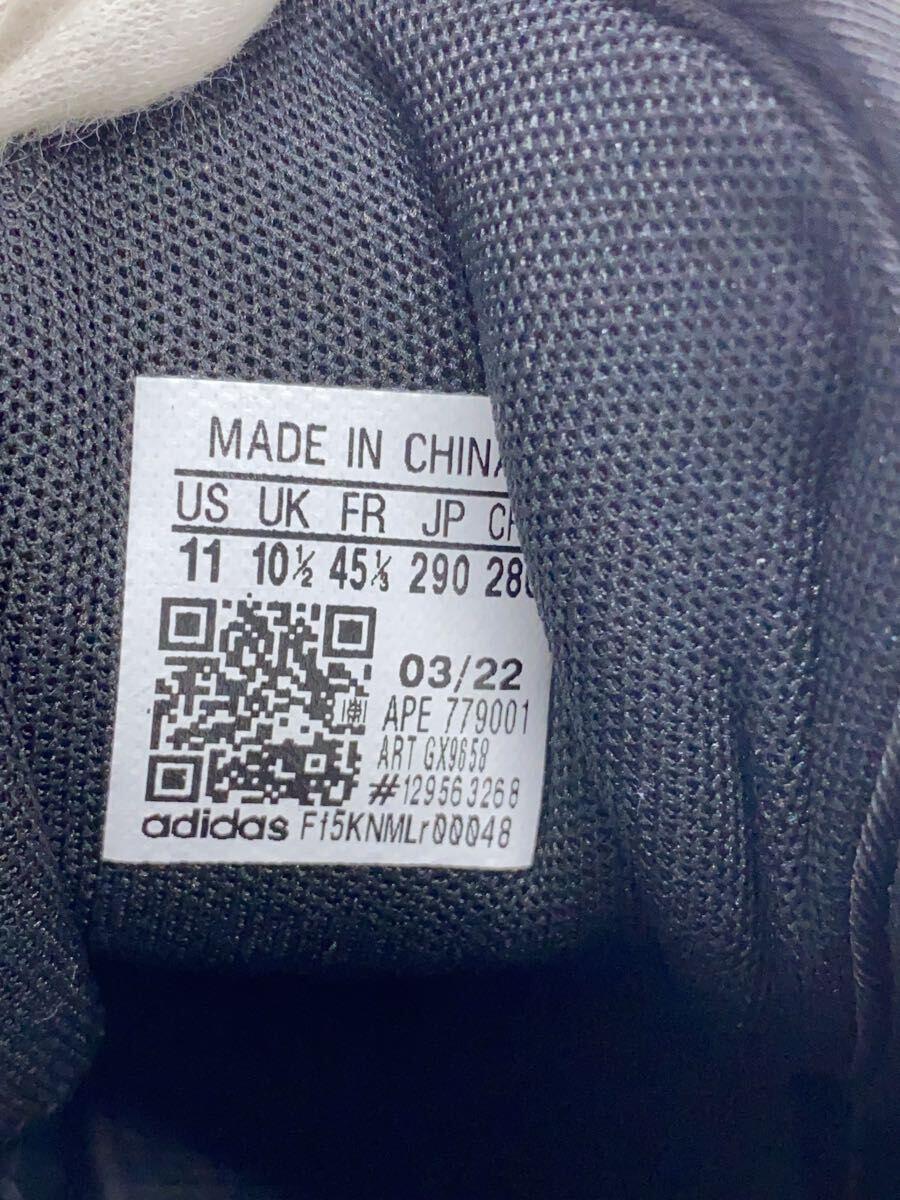 MADE IN CHINA
US UK FR JP
11 10½ 45⅓ 290
03/22
APE 779001
ART GX9658
#129563268
adidas Ff5KNMLr00048